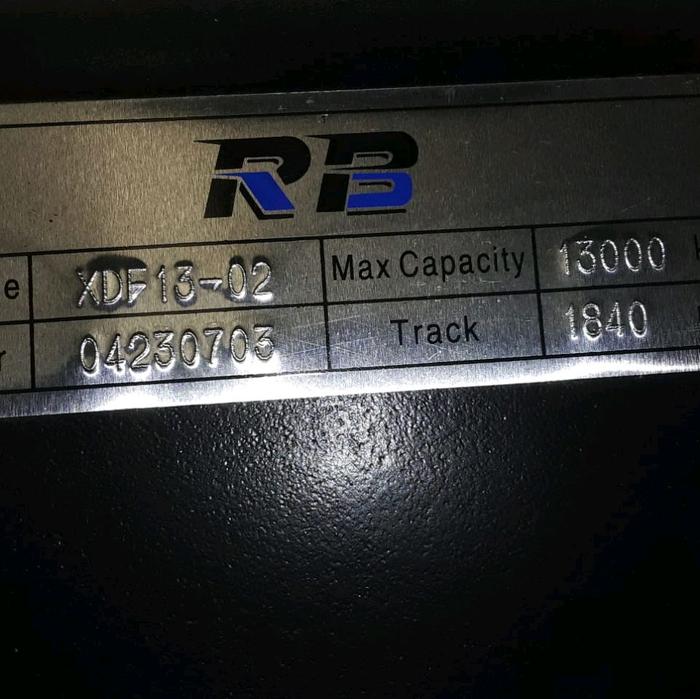 RB
e XDF13-02 Max Capacity 13000
r 04230703 Track 1840